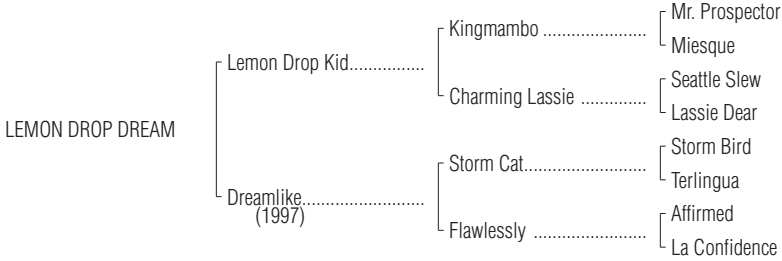 Mr. Prospector
Kingmambo ........................
Miesque
Lemon Drop Kid................
Seattle Slew
Charming Lassie ..............
Lassie Dear
LEMON DROP DREAM
Storm Bird
Storm Cat..........................
Terlingua
Dreamlike..........................
(1997)
Affirmed
Flawlessly ........................
La Confidence